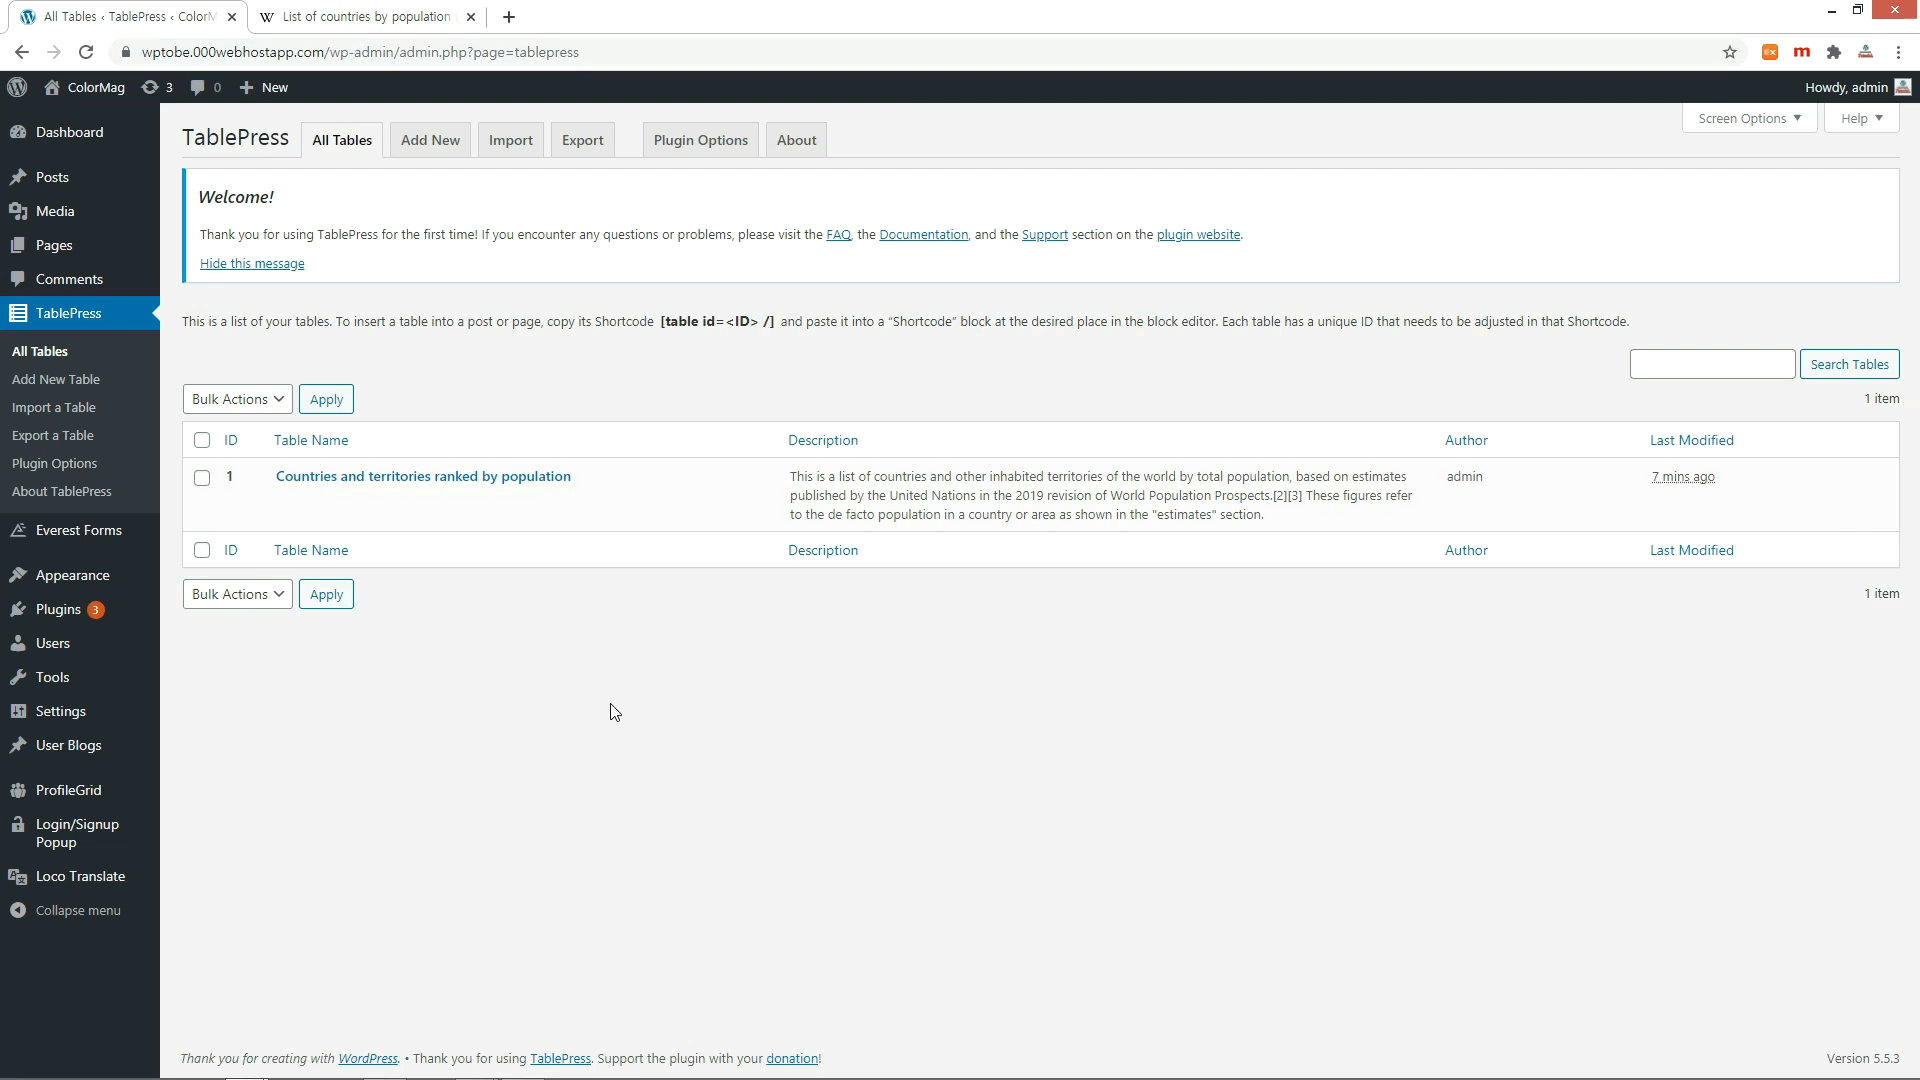 All Tables ‹ TablePress ‹ ColorM
List of countries by population
wptobe.000webhostapp.com/wp-admin/admin.php?page=tablepress
ColorMag 3 0 New
Howdy, admin
Dashboard
Posts
Media
Pages
Comments
TablePress
All Tables
Add New Table
Import a Table
Export a Table
Plugin Options
About TablePress
Everest Forms
Appearance
Plugins 3
Users
Tools
Settings
User Blogs
ProfileGrid
Login/Signup
Popup
Loco Translate
Collapse menu
Screen Options Help
TablePress All Tables Add New Import Export Plugin Options About
Welcome!
Thank you for using TablePress for the first time! If you encounter any questions or problems, please visit the FAQ, the Documentation, and the Support section on the plugin website.
Hide this message
This is a list of your tables. To insert a table into a post or page, copy its Shortcode [table id=<ID> /] and paste it into a “Shortcode” block at the desired place in the block editor. Each table has a unique ID that needs to be adjusted in that Shortcode.
Search Tables
Bulk Actions Apply 1 item
ID Table Name Description Author Last Modified
1 Countries and territories ranked by population This is a list of countries and other inhabited territories of the world by total population, based on estimates admin 7 mins ago
published by the United Nations in the 2019 revision of World Population Prospects.[2][3] These figures refer
to the de facto population in a country or area as shown in the "estimates" section.
ID Table Name Description Author Last Modified
Bulk Actions Apply 1 item
Thank you for creating with WordPress. • Thank you for using TablePress. Support the plugin with your donation!
Version 5.5.3